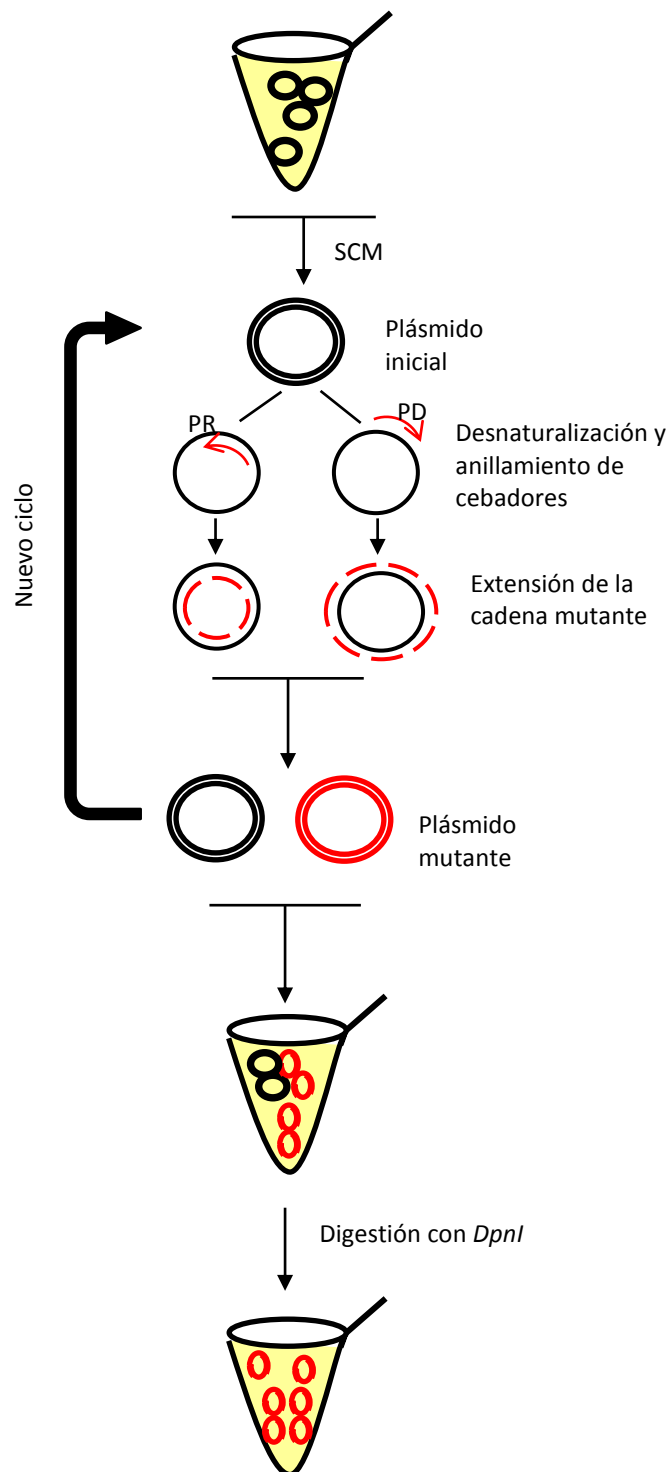 SCM
Plásmido
inicial
PR
PD
Desnaturalización y
anillamiento de
cebadores
Nuevo ciclo
Extensión de la
cadena mutante
Plásmido
mutante
Digestión con DpnI